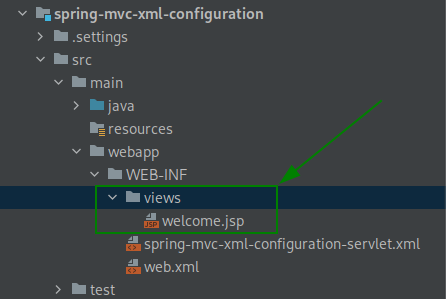 spring-mvc-xml-configuration
.settings
src
main
java
resources
webapp
WEB-INF
views
JSP welcome.jsp
spring-mvc-xml-configuration-servlet.xml
web.xml
test